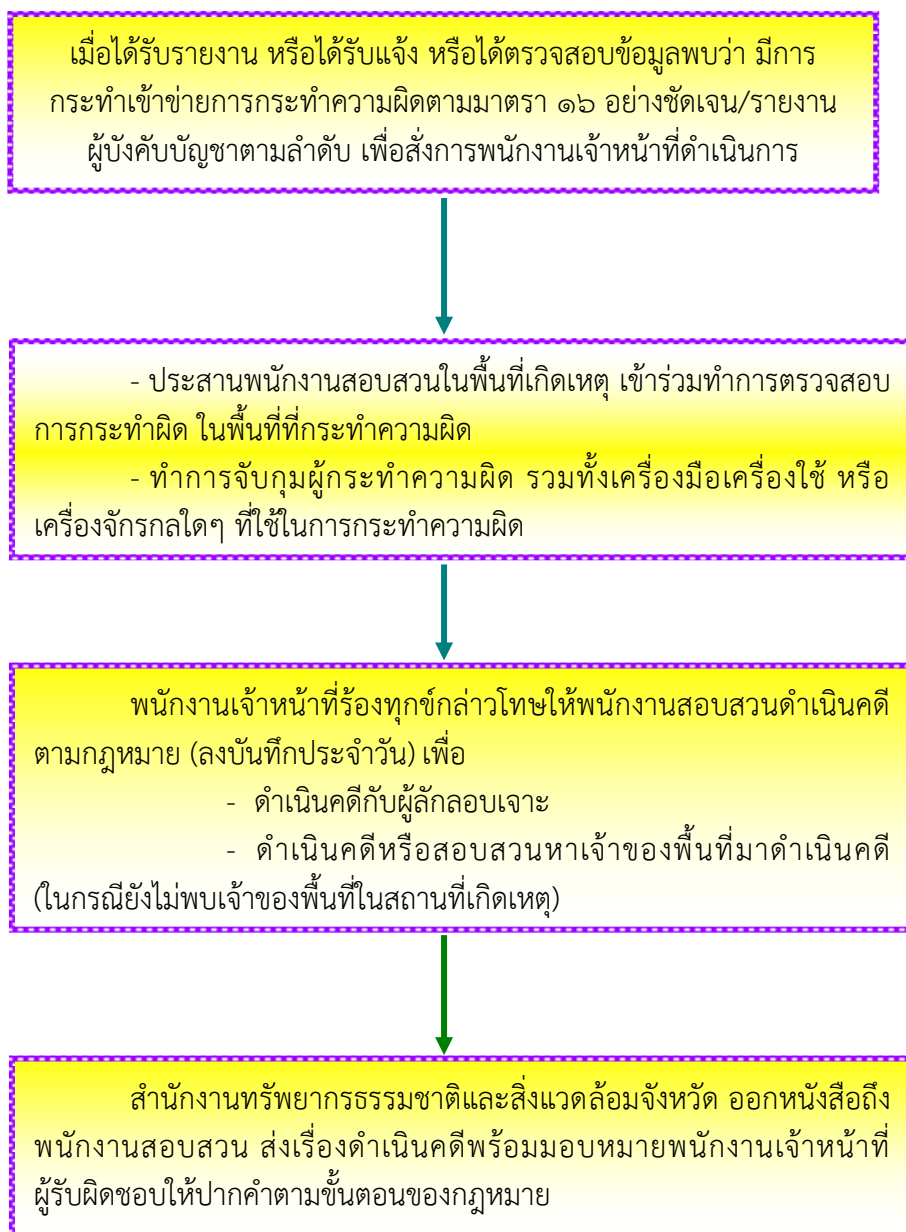 เมื่อได้รับรายงาน หรือได้รับแจ้ง หรือได้ตรวจสอบข้อมูลพบว่า มีการ
กระทำเข้าข่ายการกระทำความผิดตามมาตรา ๑๖ อย่างชัดเจน/รายงาน
ผู้บังคับบัญชาตามลำดับ เพื่อสั่งการพนักงานเจ้าหน้าที่ดำเนินการ
- ประสานพนักงานสอบสวนในพื้นที่เกิดเหตุ เข้าร่วมทำการตรวจสอบ
การกระทำผิด ในพื้นที่ที่กระทำความผิด
- ทำการจับกุมผู้กระทำความผิด รวมทั้งเครื่องมือเครื่องใช้ หรือ
เครื่องจักรกลใดๆ ที่ใช้ในการกระทำความผิด
พนักงานเจ้าหน้าที่ร้องทุกข์กล่าวโทษให้พนักงานสอบสวนดำเนินคดี
ตามกฎหมาย (ลงบันทึกประจำวัน) เพื่อ
- ดำเนินคดีกับผู้ลักลอบเจาะ
- ดำเนินคดีหรือสอบสวนหาเจ้าของพื้นที่มาดำเนินคดี
(ในกรณียังไม่พบเจ้าของพื้นที่ในสถานที่เกิดเหตุ)
สำนักงานทรัพยากรธรรมชาติและสิ่งแวดล้อมจังหวัด ออกหนังสือถึง
พนักงานสอบสวน ส่งเรื่องดำเนินคดีพร้อมมอบหมายพนักงานเจ้าหน้าที่
ผู้รับผิดชอบให้ปากคำตามขั้นตอนของกฎหมาย